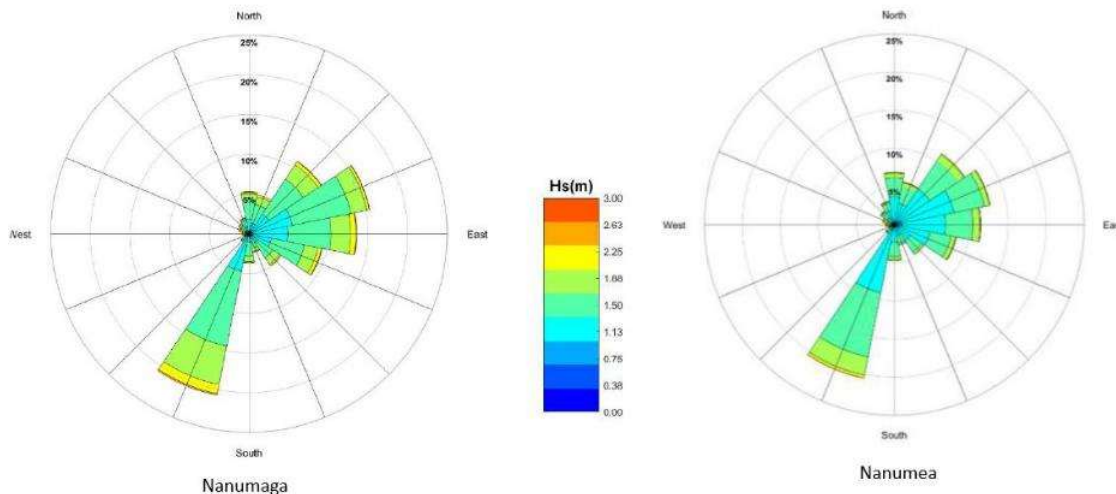 North
25%
20%
15%
10%
5%
West
East
South
Nanumaga
Hs(m)
3.00
2.63
2.25
1.88
1.50
1.13
0.75
0.38
0.00
North
25%
20%
15%
10%
5%
West
Eas
South
Nanumea